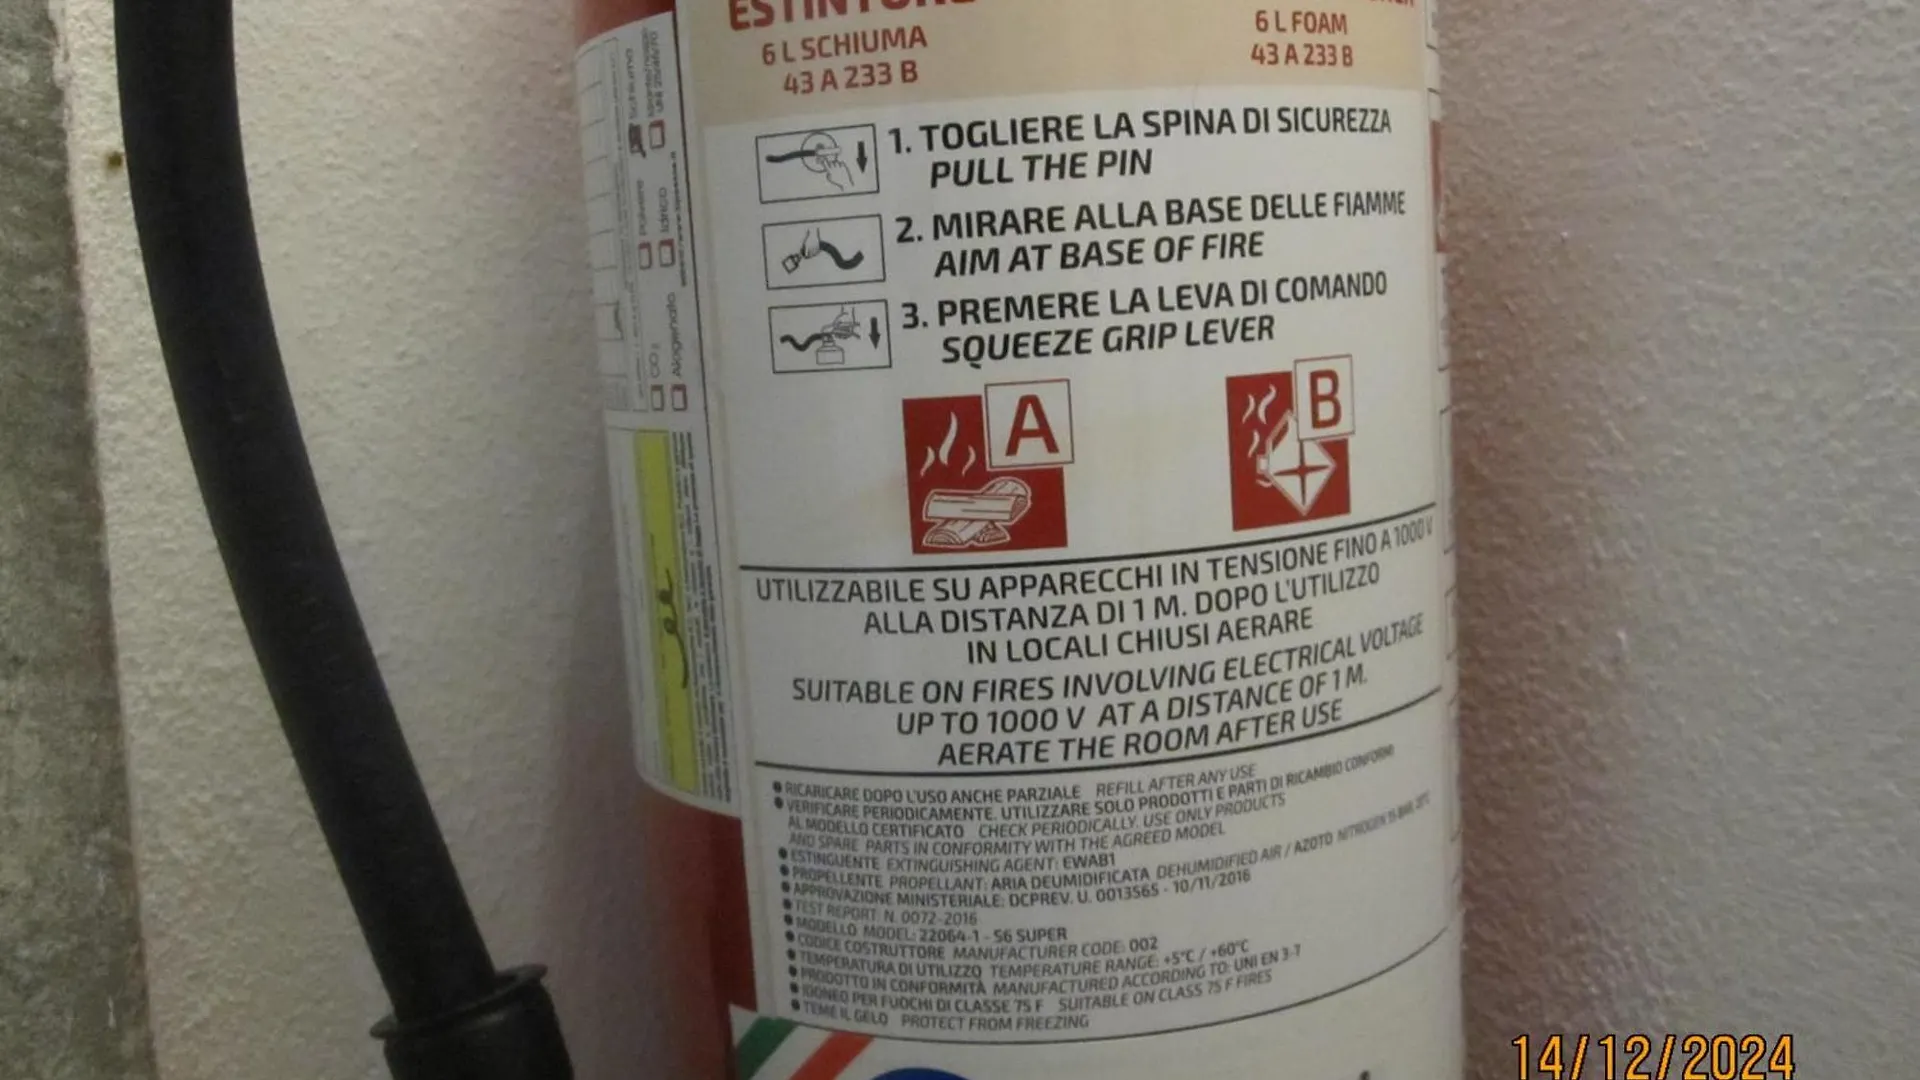 6 L SCHIUMA
43 A 233 B
6 L FOAM
43 A 233 B
1. TOGLIERE LA SPINA DI SICUREZZA
PULL THE PIN
2. MIRARE ALLA BASE DELLE FIAMME
AIM AT BASE OF FIRE
3. PREMERE LA LEVA DI COMANDO
SQUEEZE GRIP LEVER
A
B
UTILIZZABILE SU APPARECCHI IN TENSIONE FINO A 1000 V
ALLA DISTANZA DI 1 M. DOPO L'UTILIZZO
IN LOCALI CHIUSI AERARE
SUITABLE ON FIRES INVOLVING ELECTRICAL VOLTAGE
UP TO 1000 V AT A DISTANCE OF 1 M.
AERATE THE ROOM AFTER USE
● RICARICARE DOPO L'USO ANCHE PARZIALE REFILL AFTER ANY USE
● VERIFICARE PERIODICAMENTE. UTILIZZARE SOLO PRODOTTI E PARTI DI RICAMBIO CONFORMI
AL MODELLO CERTIFICATO CHECK PERIODICALLY. USE ONLY PRODUCTS
AND SPARE PARTS IN CONFORMITY WITH THE AGREED MODEL
● ESTINGUENTE EXTINGUISHING AGENT: EWAB1
● PROPELLENTE PROPELLANT: ARIA DEUMIDIFICATA DEHUMIDIFIED AIR / AZOTO NITROGEN 15 BAR 20°C
● APPROVAZIONE MINISTERIALE: DCPREV. U. 0013565 - 10/11/2016
● TEST REPORT: N. 0072-2016
● MODELLO MODEL: 22064-1 - S6 SUPER
● CODICE COSTRUTTORE MANUFACTURER CODE: 002
● TEMPERATURA DI UTILIZZO TEMPERATURE RANGE: +5°C / +60°C
● PRODOTTO IN CONFORMITÀ MANUFACTURED ACCORDING TO: UNI EN 3-7
● IDONEO PER FUOCHI DI CLASSE 75 F SUITABLE ON CLASS 75 F FIRES
● TEME IL GELO PROTECT FROM FREEZING
Schiuma
Polvere
Idrico
CO2
Alogenato
14/12/2024